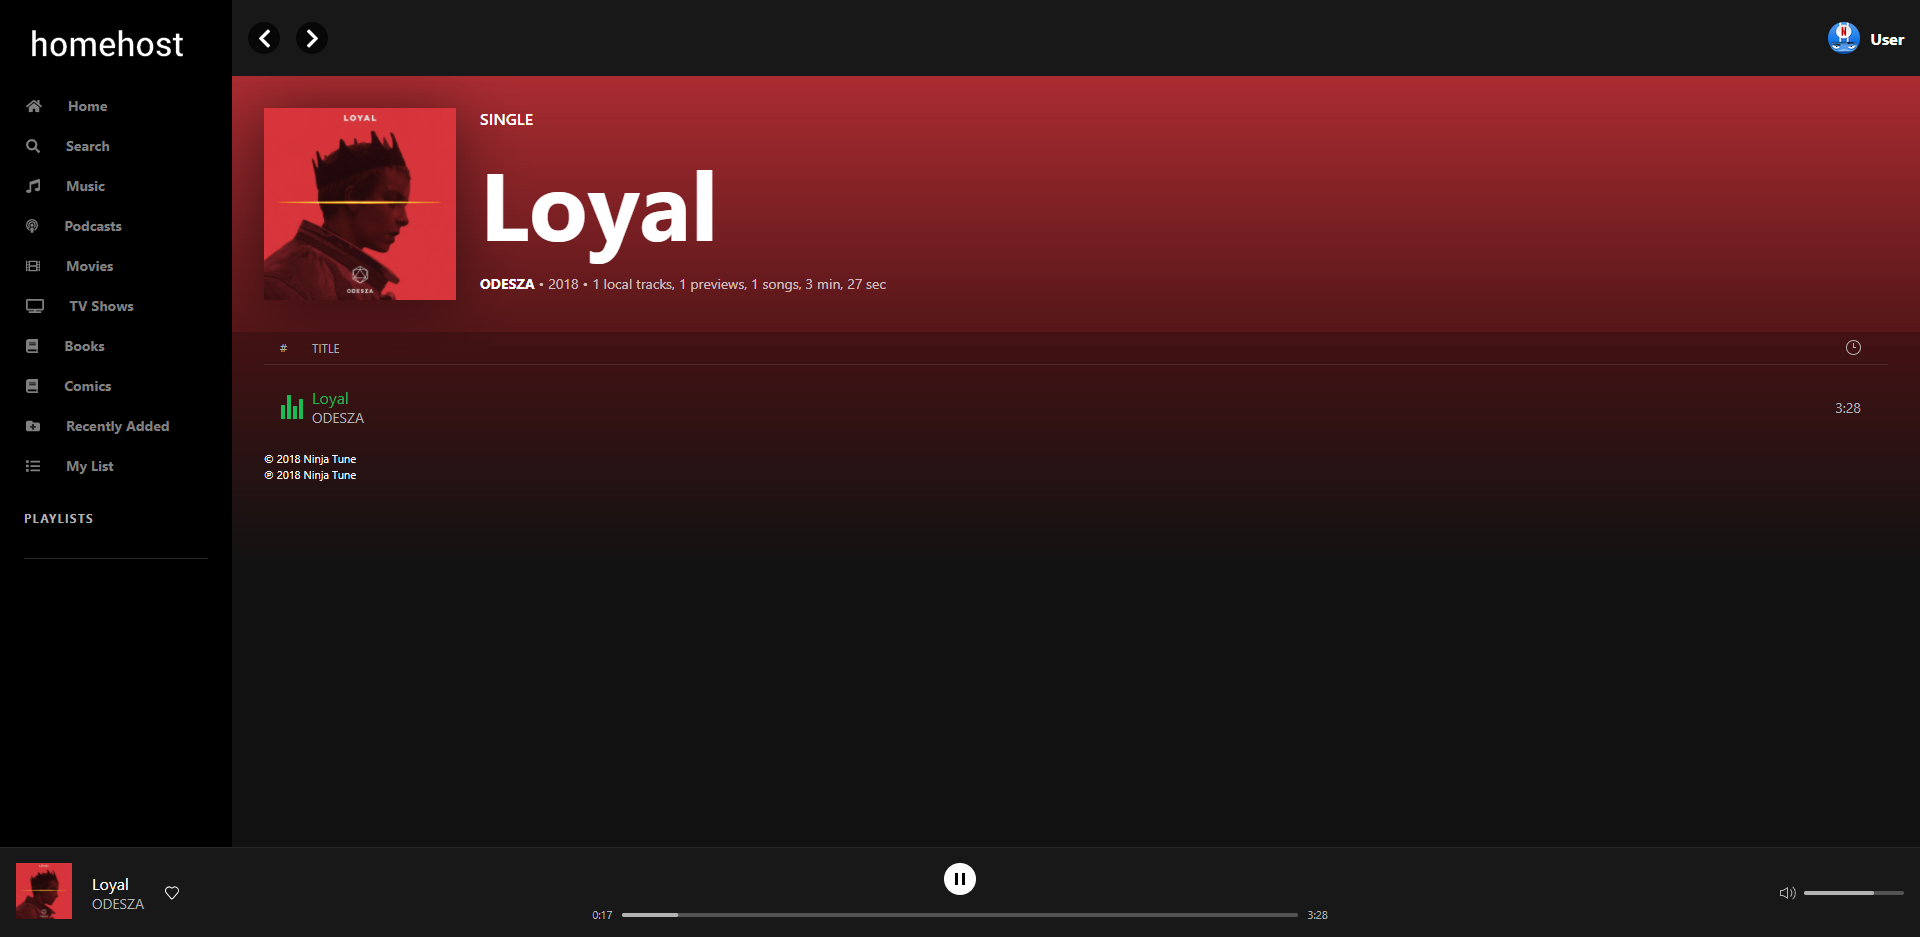 homehost
Home
Search
Music
Podcasts
Movies
TV Shows
Books
Comics
Recently Added
My List
PLAYLISTS
User
LOYAL
ODESZA
SINGLE
Loyal
ODESZA • 2018 • 1 local tracks, 1 previews, 1 songs, 3 min, 27 sec
# TITLE
Loyal
ODESZA
3:28
© 2018 Ninja Tune
℗ 2018 Ninja Tune
Loyal
ODESZA
0:17
3:28